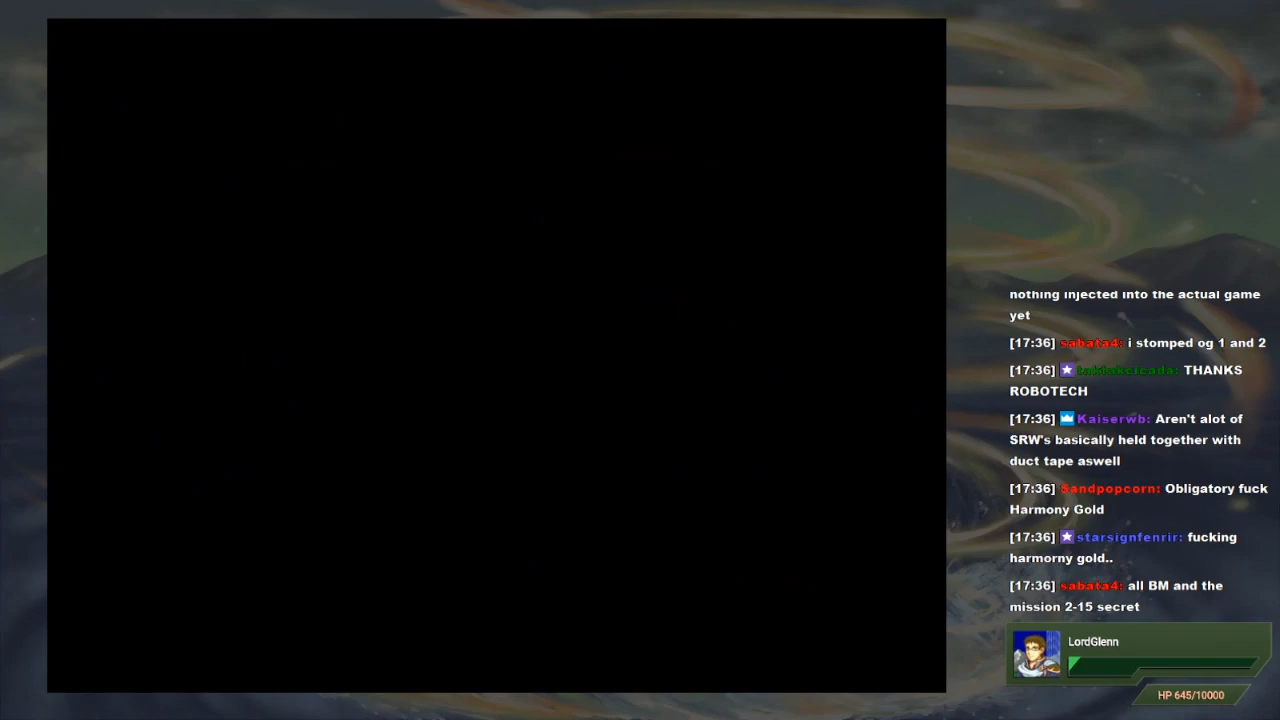 nothing injected into the actual game
yet
[17:36] sabata4: i stomped og 1 and 2
[17:36] THANKS
ROBOTECH
[17:36] Kaiserwb: Aren't alot of
SRW's basically held together with
duct tape aswell
[17:36] Sandpopcorn: Obligatory fuck
Harmony Gold
[17:36] starsignfenrir: fucking
harmorny gold..
[17:36] sabata4: all BM and the
mission 2-15 secret
LordGlenn
HP 645/10000